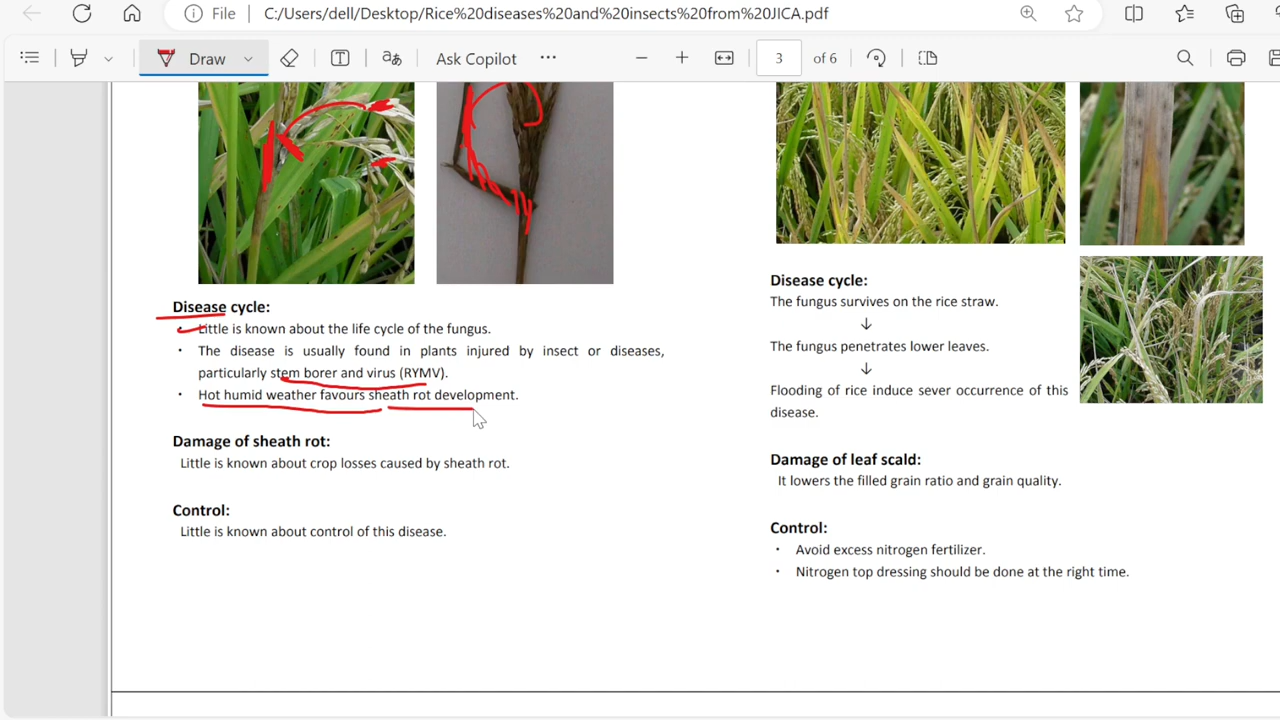 File
C:/Users/dell/Desktop/Rice%20diseases%20and%20insects%20from%20JICA.pdf
Draw
aあ
Ask Copilot
3
of 6
Disease cycle:
• Little is known about the life cycle of the fungus.
• The disease is usually found in plants injured by insect or diseases,
particularly stem borer and virus (RYMV).
• Hot humid weather favours sheath rot development.
Damage of sheath rot:
Little is known about crop losses caused by sheath rot.
Control:
Little is known about control of this disease.
Disease cycle:
The fungus survives on the rice straw.
↓
The fungus penetrates lower leaves.
↓
Flooding of rice induce sever occurrence of this
disease.
Damage of leaf scald:
It lowers the filled grain ratio and grain quality.
Control:
• Avoid excess nitrogen fertilizer.
• Nitrogen top dressing should be done at the right time.